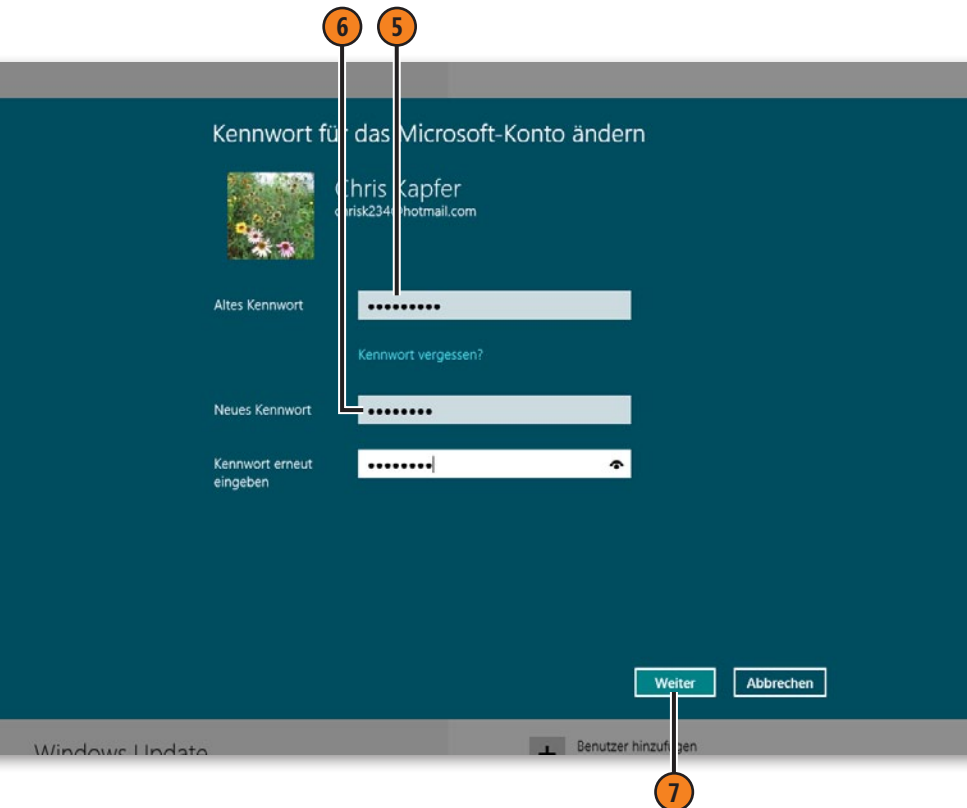 6 5
Kennwort für das Microsoft-Konto ändern
Chris Kapfer
chrisk234@hotmail.com
Altes Kennwort
Kennwort vergessen?
Neues Kennwort
Kennwort erneut
eingeben
Weiter Abbrechen
Windows Update
+ Benutzer hinzufügen
7